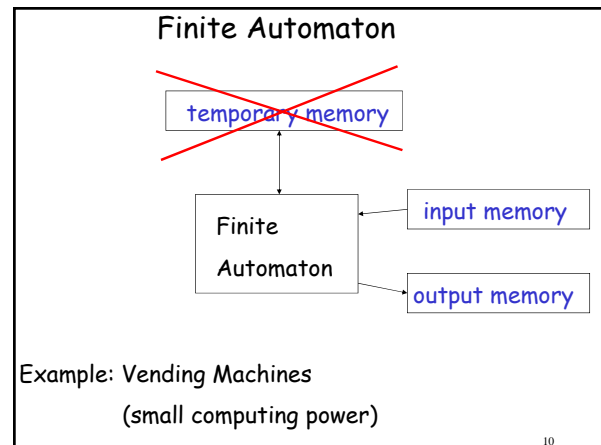 Finite Automaton
temporary memory
input memory
Finite
Automaton
output memory
Example: Vending Machines
(small computing power)
10